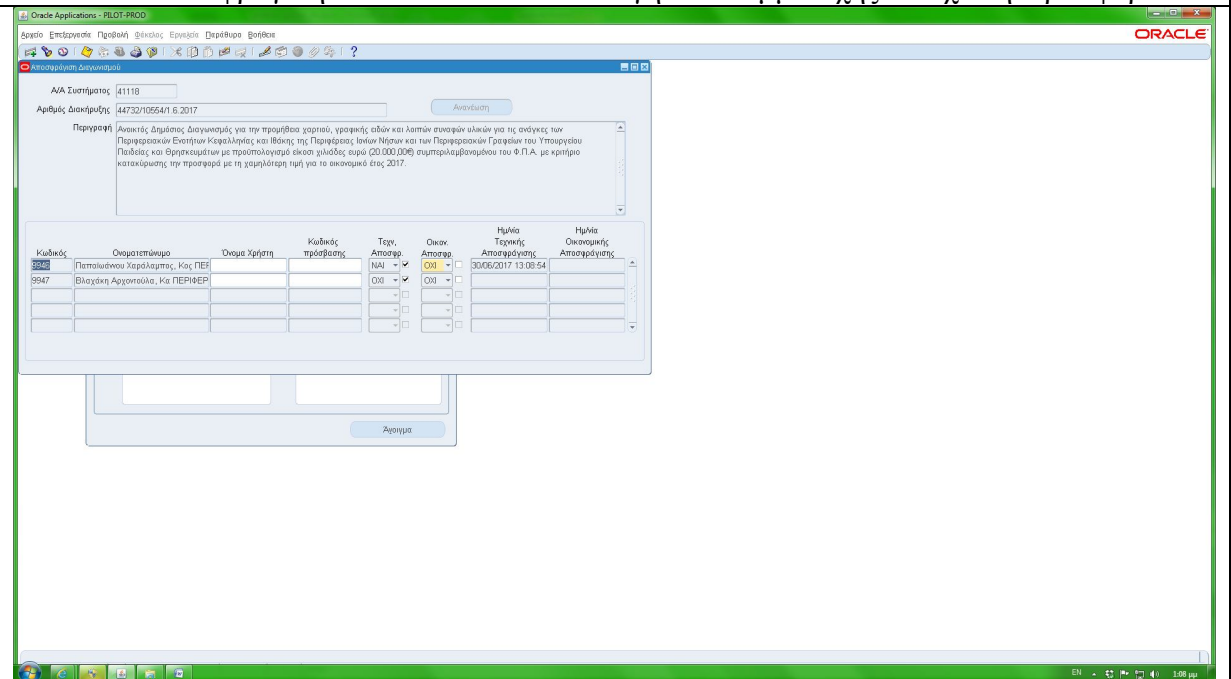 Oracle Applications - PILOT-PROD
Αρχείο Επεξεργασία Προβολή Φάκελος Εργαλεία Παράθυρο Βοήθεια
ORACLE
Αποσφράγιση Διαγωνισμού
Α/Α Συστήματος 41118
Αριθμός Διακήρυξης 44732/10554/1.6.2017
Ανανέωση
Περιγραφή Ανοικτός Δημόσιος Διαγωνισμός για την προμήθεια χαρτιού, γραφικής ειδών και λοιπών συναφών υλικών για τις ανάγκες των
Περιφερειακών Ενοτήτων Κεφαλληνίας και Ιθάκης της Περιφέρειας Ιονίων Νήσων και των Περιφερειακών Γραφείων του Υπουργείου
Παιδείας και Θρησκευμάτων με προϋπολογισμό είκοσι χιλιάδες ευρώ (20.000,00€) συμπεριλαμβανομένου του Φ.Π.Α. με κριτήριο
κατακύρωσης την προσφορά με τη χαμηλότερη τιμή για το οικονομικό έτος 2017.
Κωδικός Ονοματεπώνυμο Όνομα Χρήστη Κωδικός πρόσβασης Τεχν, Αποσφρ. Οικον. Αποσφρ. Ημ/νία Τεχνικής Αποσφράγισης Ημ/νία Οικονομικής Αποσφράγισης
9946 Παπαϊωάννου Χαράλαμπος, Κος ΠΕΡ ΝΑΙ ΟΧΙ 30/06/2017 13:08:54
9947 Βλαχάκη Αρχοντούλα, Κα ΠΕΡΙΦΕΡ ΟΧΙ ΟΧΙ
Άνοιγμα
EN 1:08 μμ